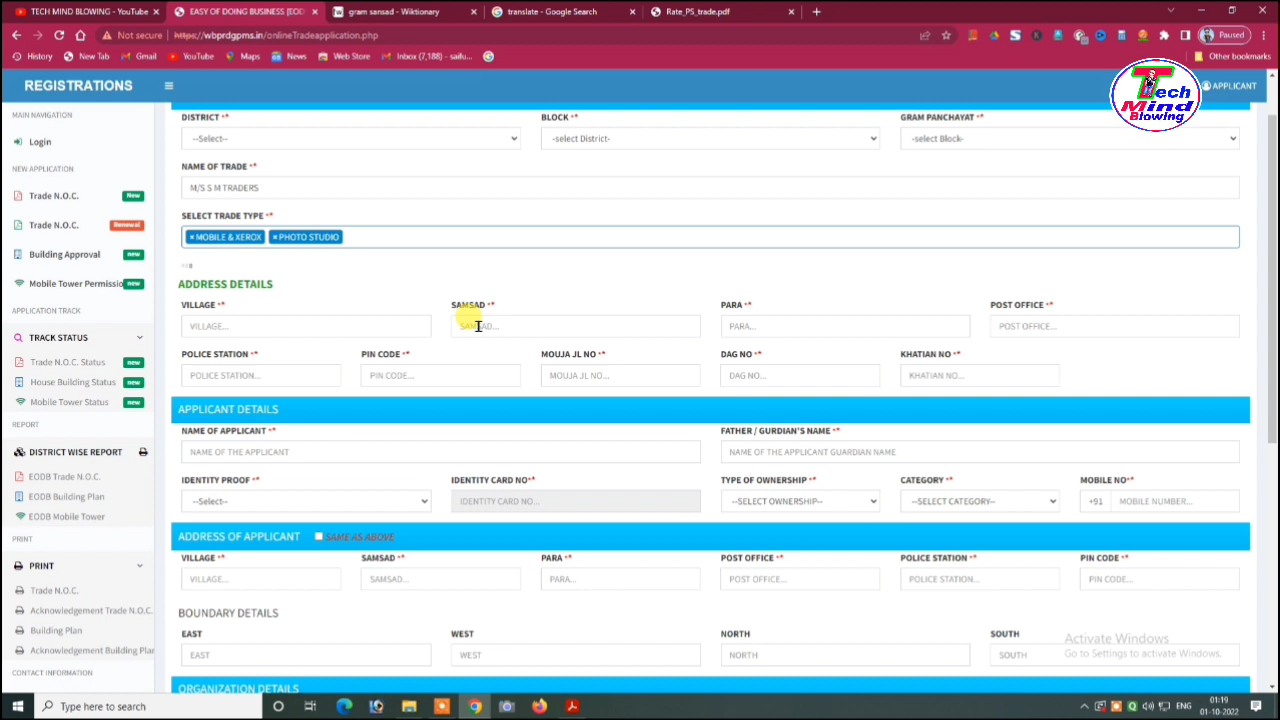 TECH MIND BLOWING - YouTube
EASY OF DOING BUSINESS [EOD
gram sansad - Wiktionary
translate - Google Search
Rate_PS_trade.pdf
Not secure
https://wbprdgpms.in/onlineTradeapplication.php
Paused
History
New Tab
Gmail
YouTube
Maps
News
Web Store
Inbox (7,188) - saifu...
Other bookmarks
REGISTRATIONS
APPLICANT
Tech
Mind
Blowing
MAIN NAVIGATION
Login
NEW APPLICATION
Trade N.O.C. New
Trade N.O.C. Renewal
Building Approval new
Mobile Tower Permissio new
APPLICATION TRACK
TRACK STATUS
Trade N.O.C. Status new
House Building Status new
Mobile Tower Status new
REPORT
DISTRICT WISE REPORT
EODB Trade N.O.C.
EODB Building Plan
EODB Mobile Tower
PRINT
PRINT
Trade N.O.C.
Acknowledgement Trade N.O.C.
Building Plan
Acknowledgement Building Plan
CONTACT INFORMATION
DISTRICT ** BLOCK ** GRAM PANCHAYAT **
--Select-- -select District- -select Block-
NAME OF TRADE **
M/S S M TRADERS
SELECT TRADE TYPE **
×MOBILE & XEROX ×PHOTO STUDIO
ADDRESS DETAILS
VILLAGE ** SAMSAD ** PARA ** POST OFFICE **
VILLAGE... SAMSAD... PARA... POST OFFICE...
POLICE STATION ** PIN CODE ** MOUJA JL NO ** DAG NO ** KHATIAN NO **
POLICE STATION... PIN CODE... MOUJA JL NO... DAG NO... KHATIAN NO...
APPLICANT DETAILS
NAME OF APPLICANT ** FATHER / GURDIAN'S NAME **
NAME OF THE APPLICANT NAME OF THE APPLICANT GUARDIAN NAME
IDENTITY PROOF ** IDENTITY CARD NO** TYPE OF OWNERSHIP** CATEGORY ** MOBILE NO**
--Select-- IDENTITY CARD NO... --SELECT OWNERSHIP-- --SELECT CATEGORY-- +91 MOBILE NUMBER...
ADDRESS OF APPLICANT SAME AS ABOVE
VILLAGE ** SAMSAD ** PARA ** POST OFFICE ** POLICE STATION ** PIN CODE **
VILLAGE... SAMSAD... PARA... POST OFFICE... POLICE STATION... PIN CODE...
BOUNDARY DETAILS
EAST WEST NORTH SOUTH
EAST WEST NORTH SOUTH
ORGANIZATION DETAILS
Activate Windows
Go to Settings to activate Windows.
Type here to search
ENG
01:19
01-10-2022